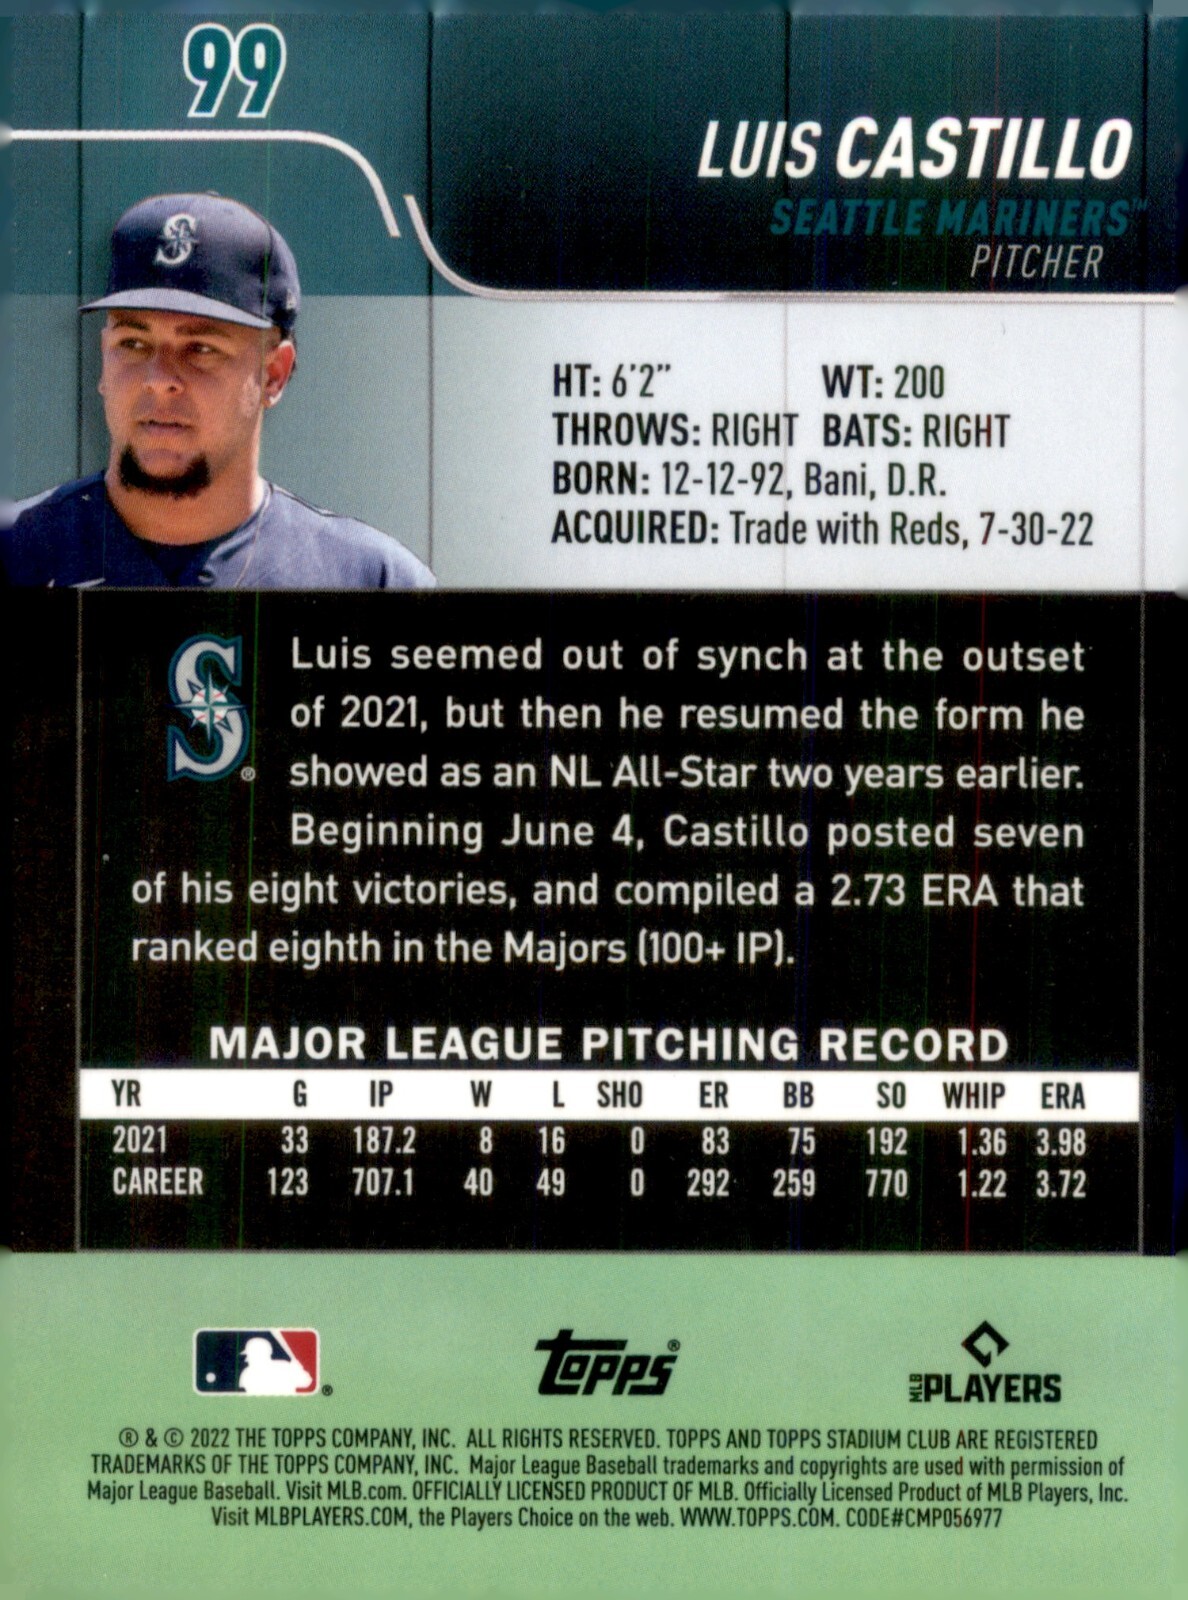 99
LUIS CASTILLO
SEATTLE MARINERS™
PITCHER
HT: 6'2" WT: 200
THROWS: RIGHT BATS: RIGHT
BORN: 12-12-92, Bani, D.R.
ACQUIRED: Trade with Reds, 7-30-22
S
S
®
Luis seemed out of synch at the outset
of 2021, but then he resumed the form he
showed as an NL All-Star two years earlier.
Beginning June 4, Castillo posted seven
of his eight victories, and compiled a 2.73 ERA that
ranked eighth in the Majors (100+ IP).
MAJOR LEAGUE PITCHING RECORD
YR G IP W L SHO ER BB SO WHIP ERA
2021 33 187.2 8 16 0 83 75 192 1.36 3.98
CAREER 123 707.1 40 49 0 292 259 770 1.22 3.72
® topps® MLB PLAYERS
® & © 2022 THE TOPPS COMPANY, INC. ALL RIGHTS RESERVED. TOPPS AND TOPPS STADIUM CLUB ARE REGISTERED
TRADEMARKS OF THE TOPPS COMPANY, INC. Major League Baseball trademarks and copyrights are used with permission of
Major League Baseball. Visit MLB.com. OFFICIALLY LICENSED PRODUCT OF MLB. Officially Licensed Product of MLB Players, Inc.
Visit MLBPLAYERS.COM, the Players Choice on the web. WWW.TOPPS.COM. CODE#CMP056977